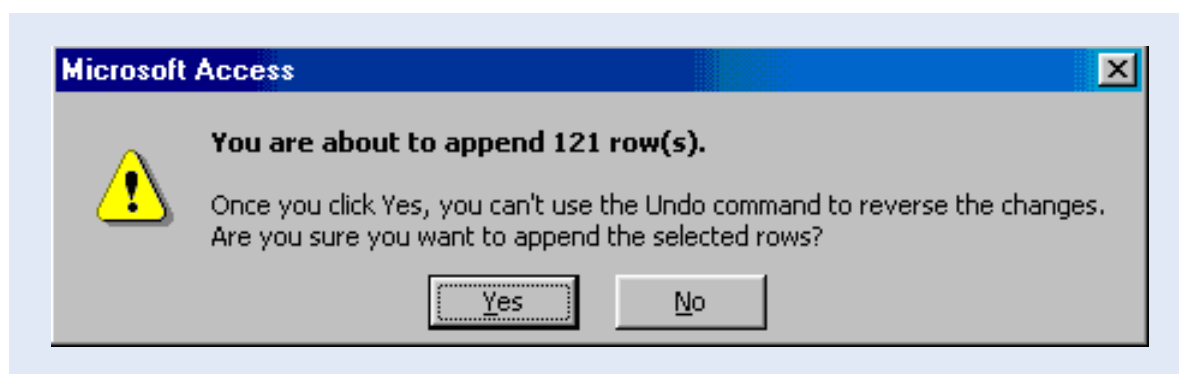 Microsoft Access
You are about to append 121 row(s).
Once you click Yes, you can't use the Undo command to reverse the changes.
Are you sure you want to append the selected rows?
Yes No